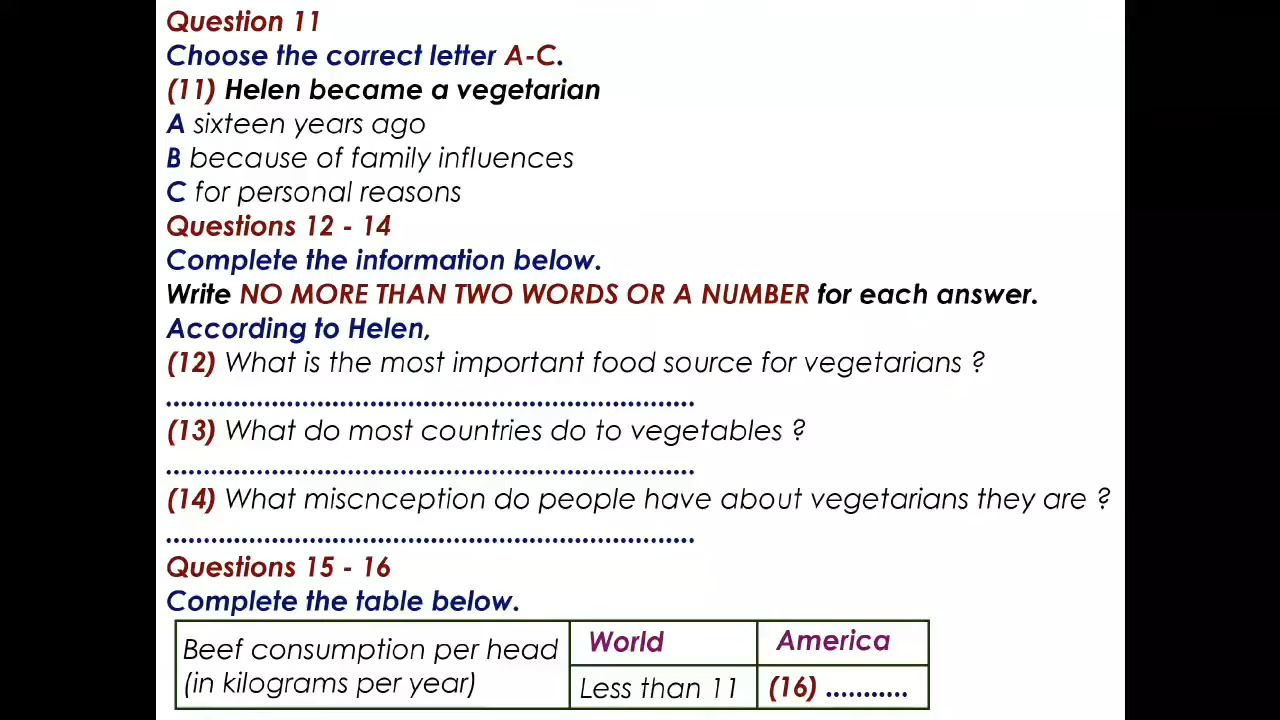 Question 11
Choose the correct letter A-C.
(11) Helen became a vegetarian
A sixteen years ago
B because of family influences
C for personal reasons
Questions 12 - 14
Complete the information below.
Write NO MORE THAN TWO WORDS OR A NUMBER for each answer.
According to Helen,
(12) What is the most important food source for vegetarians ?
.......................................................................
(13) What do most countries do to vegetables ?
.......................................................................
(14) What miscnception do people have about vegetarians they are ?
.......................................................................
Questions 15 - 16
Complete the table below.
Beef consumption per head
(in kilograms per year)
World
America
Less than 11
(16) ...........